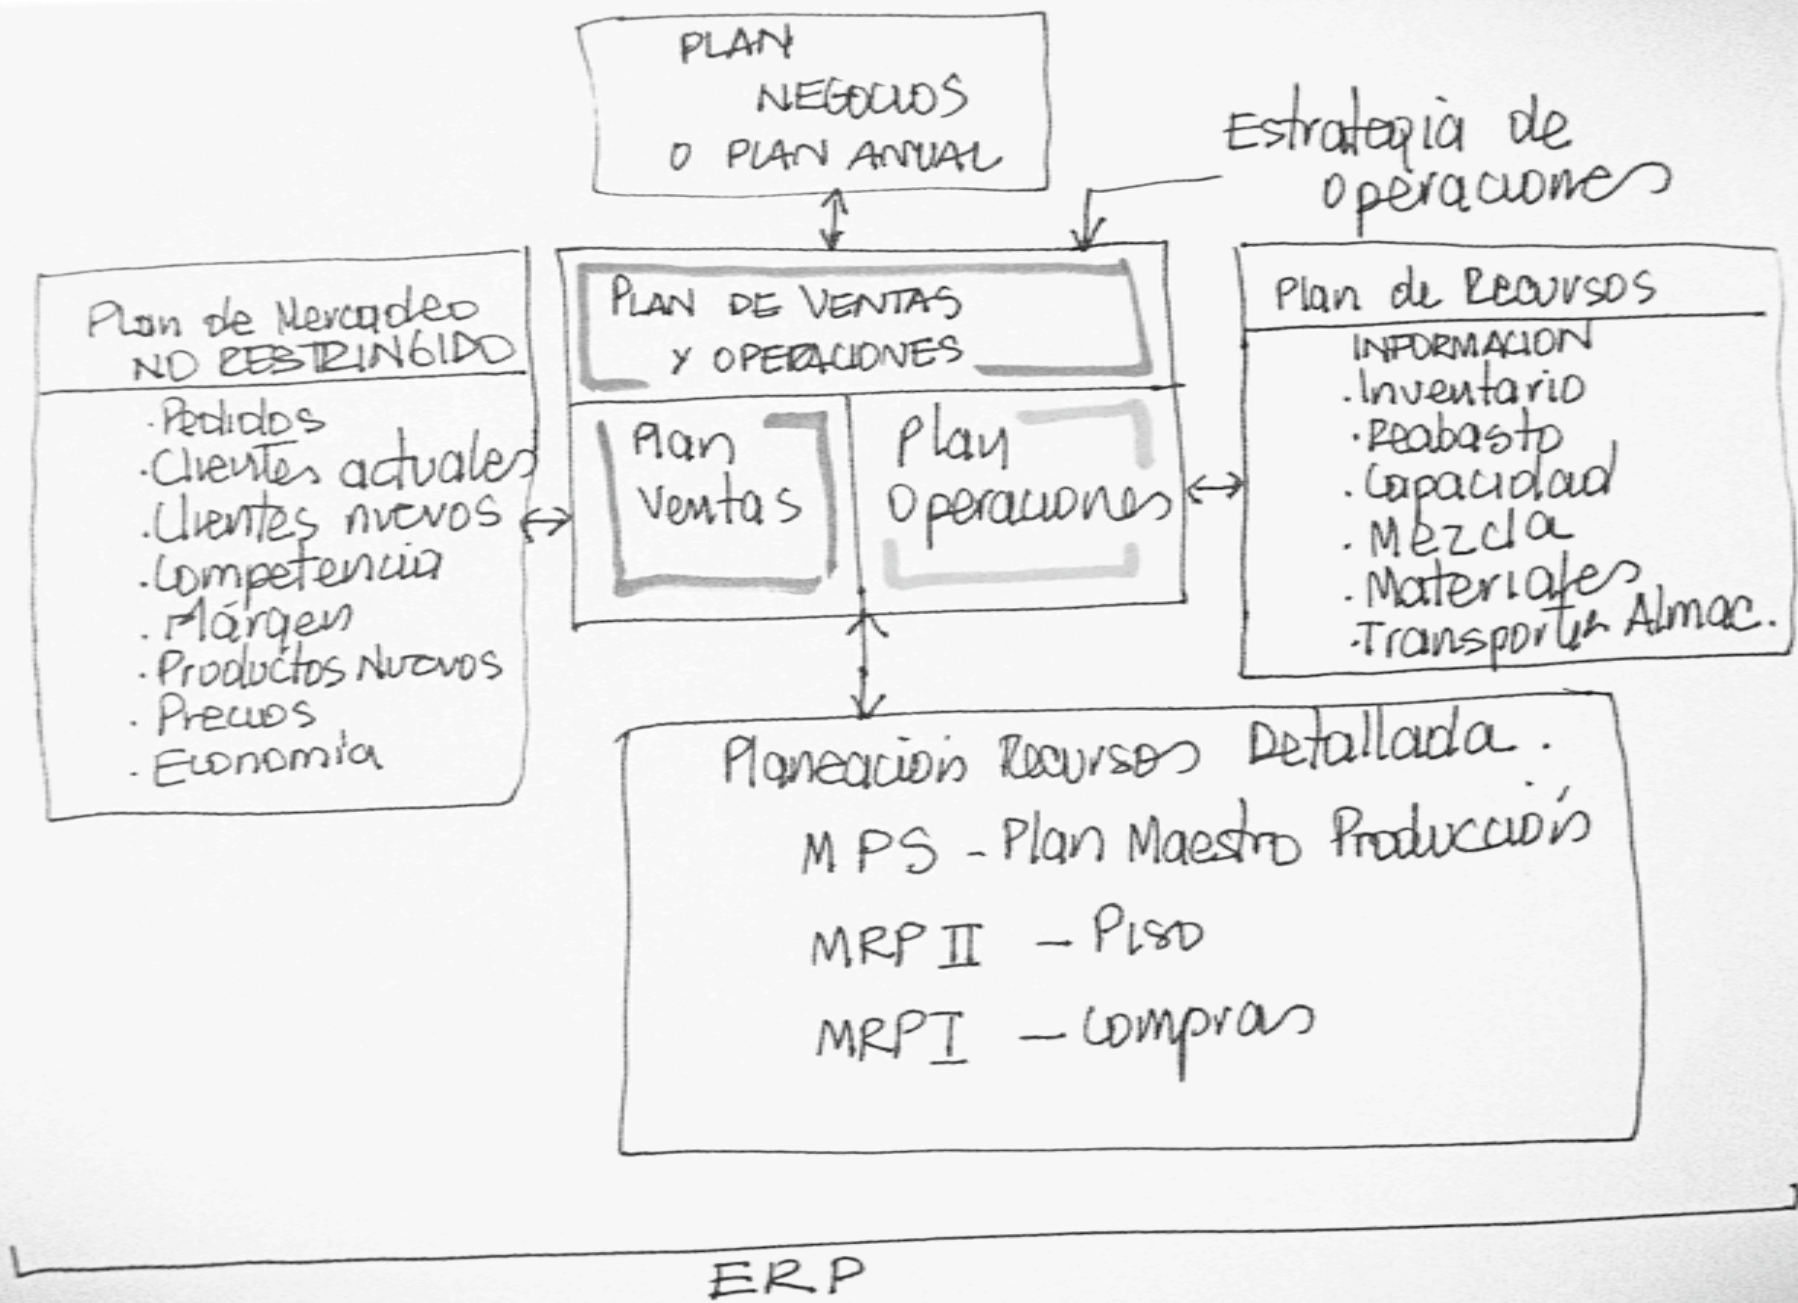 PLAN
NEGOCIOS
O PLAN ANUAL
Estrategia de
Operaciones
Plan de Mercadeo
NO RESTRINGIDO
. Pedidos
. Clientes actuales
. Clientes nuevos
. Competencia
. Márgen
. Productos Nuevos
. Precios
. Economía
PLAN DE VENTAS
Y OPERACIONES
Plan
Ventas
Plan
Operaciones
Plan de Recursos
INFORMACION
. Inventario
. Reabasto
. Capacidad
. Mezcla
. Materiales
. Transporte Almac.
Planeación Recursos Detallada.
MPS - Plan Maestro Producción
MRP II - Piso
MRP I - Compras
ERP